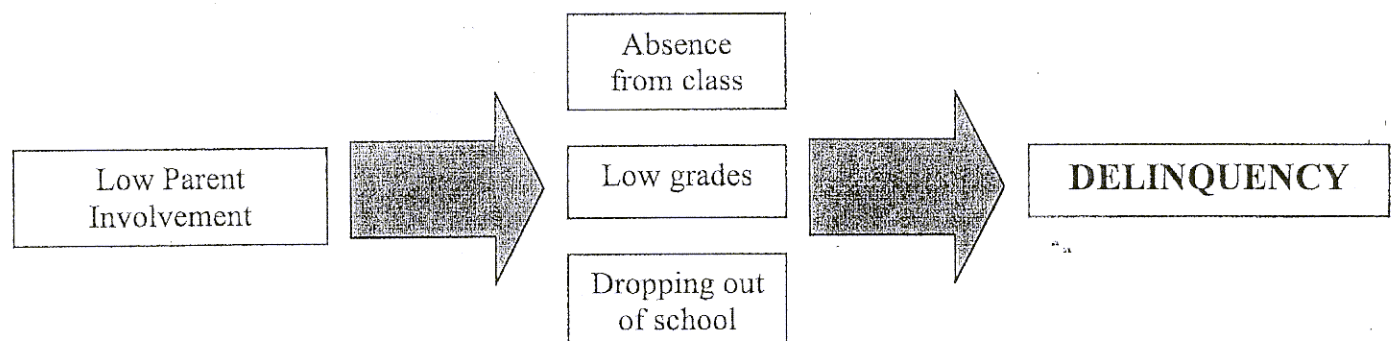 Absence
from class
Low Parent
Involvement
Low grades
DELINQUENCY
Dropping out
of school